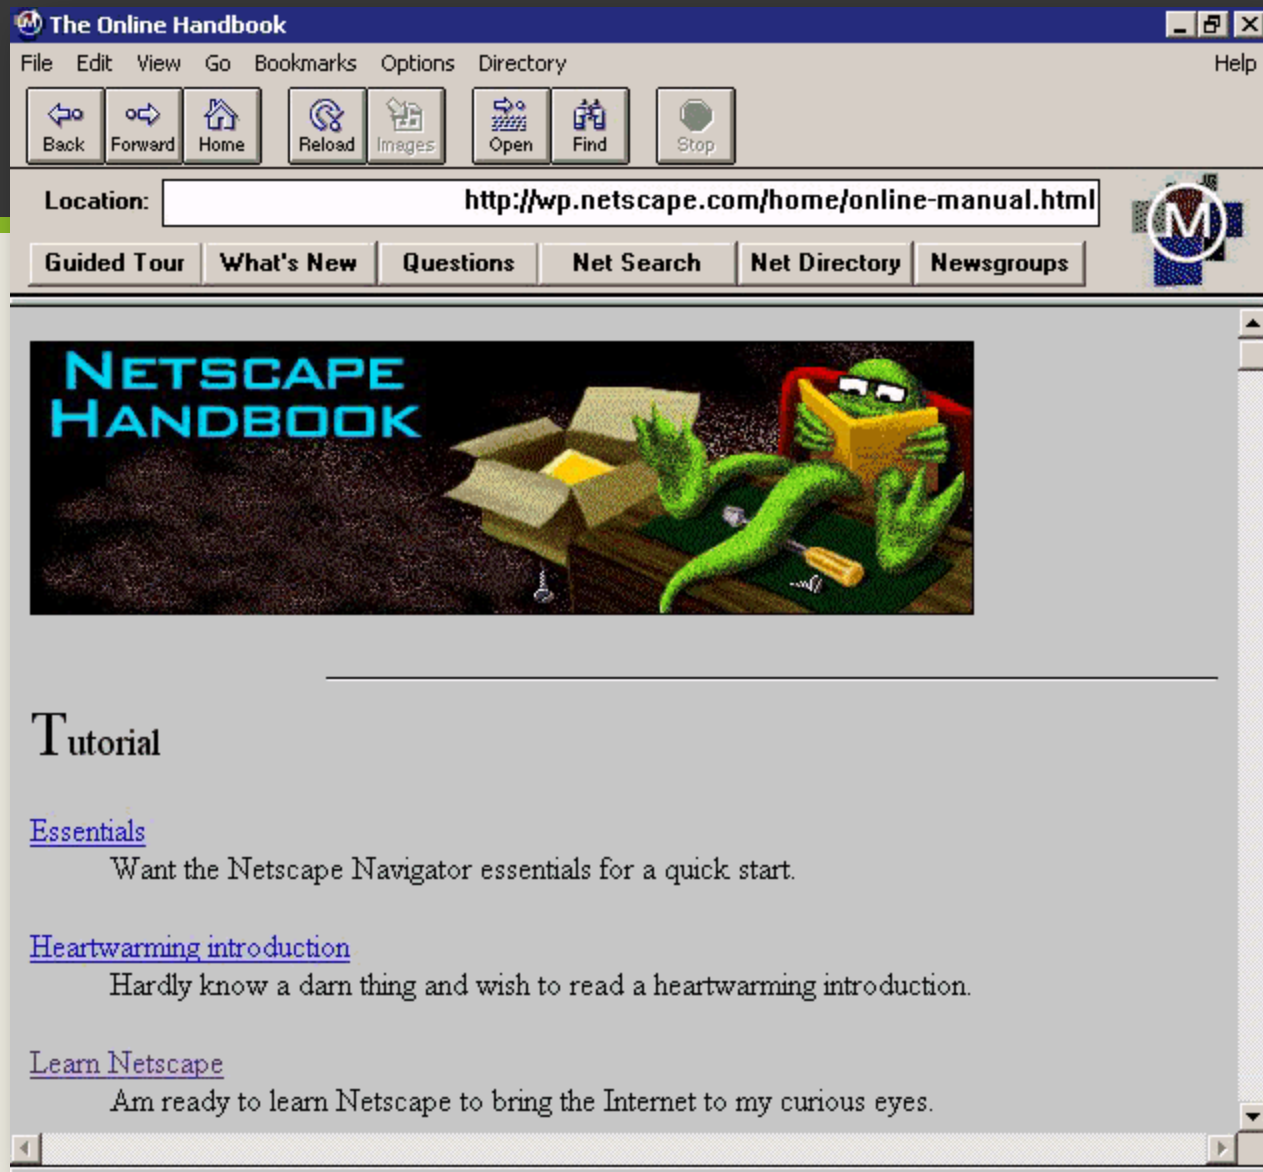 The Online Handbook
File Edit View Go Bookmarks Options Directory Help
Back Forward Home Reload Images Open Find Stop
Location: http://wp.netscape.com/home/online-manual.html
M
Guided Tour What's New Questions Net Search Net Directory Newsgroups
NETSCAPE
HANDBOOK
Tutorial
Essentials
Want the Netscape Navigator essentials for a quick start.
Heartwarming introduction
Hardly know a darn thing and wish to read a heartwarming introduction.
Learn Netscape
Am ready to learn Netscape to bring the Internet to my curious eyes.